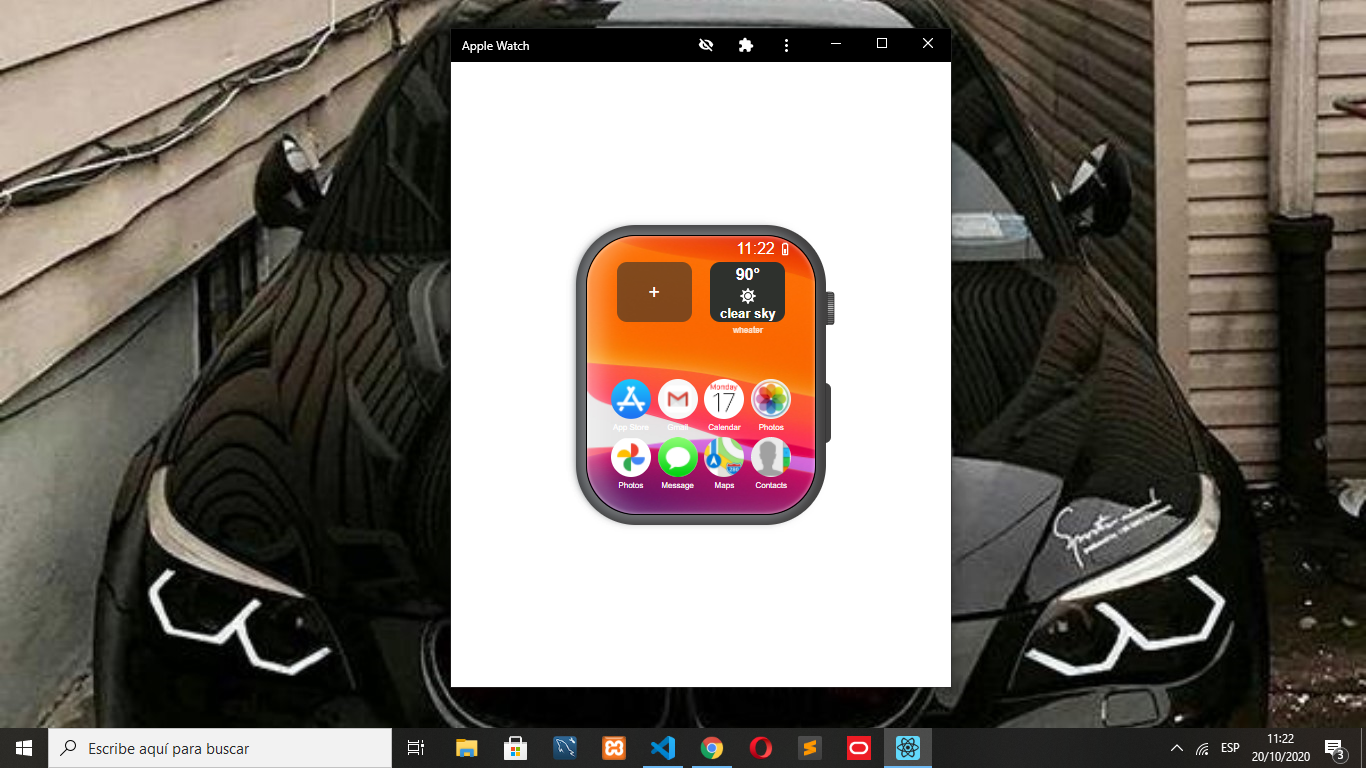 Apple Watch
11:22
+
90°
clear sky
wheater
Monday
17
App Store
Gmail
Calendar
Photos
Photos
Message
Maps
Contacts
Escribe aquí para buscar
ESP
11:22
20/10/2020
3